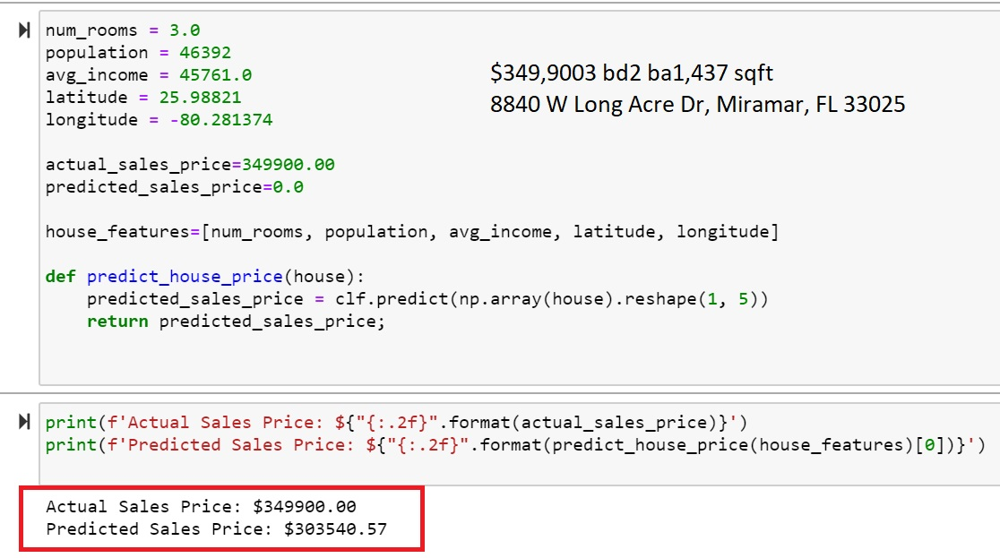 num_rooms = 3.0
population = 46392
avg_income = 45761.0
latitude = 25.98821
longitude = -80.281374
$349,9003 bd2 ba1,437 sqft
8840 W Long Acre Dr, Miramar, FL 33025
actual_sales_price=349900.00
predicted_sales_price=0.0
house_features=[num_rooms, population, avg_income, latitude, longitude]
def predict_house_price(house):
    predicted_sales_price = clf.predict(np.array(house).reshape(1, 5))
    return predicted_sales_price;
print(f'Actual Sales Price: ${"{:.2f}".format(actual_sales_price)}')
print(f'Predicted Sales Price: ${"{:.2f}".format(predict_house_price(house_features)[0])}')
Actual Sales Price: $349900.00
Predicted Sales Price: $303540.57